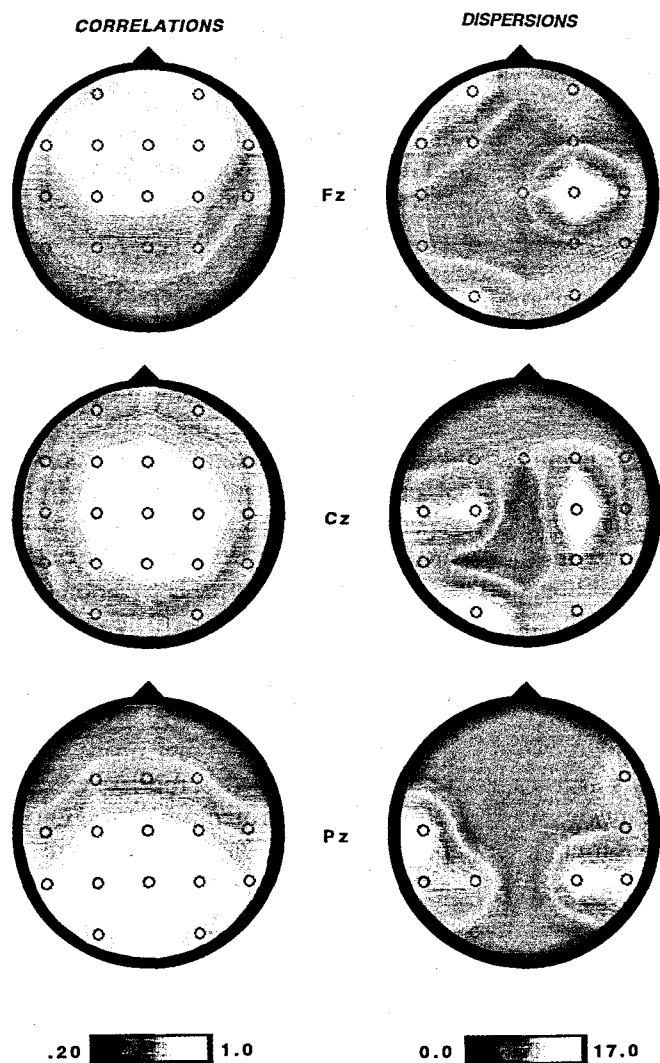 CORRELATIONS
DISPERSIONS
Fz
Cz
Pz
.20 1.0
0.0 17.0